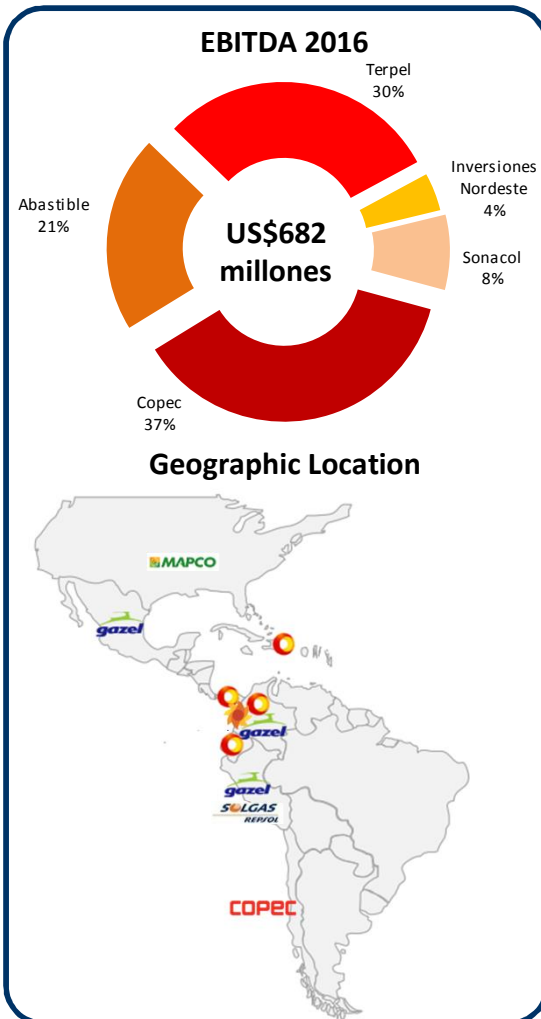 EBITDA 2016
Terpel
30%
Inversiones
Nordeste
4%
Abastible
21%
US$682
millones
Sonacol
8%
Copec
37%
Geographic Location
MAPCO
gazel
gazel
gazel
SOLGAS
REPSOL
COPEC